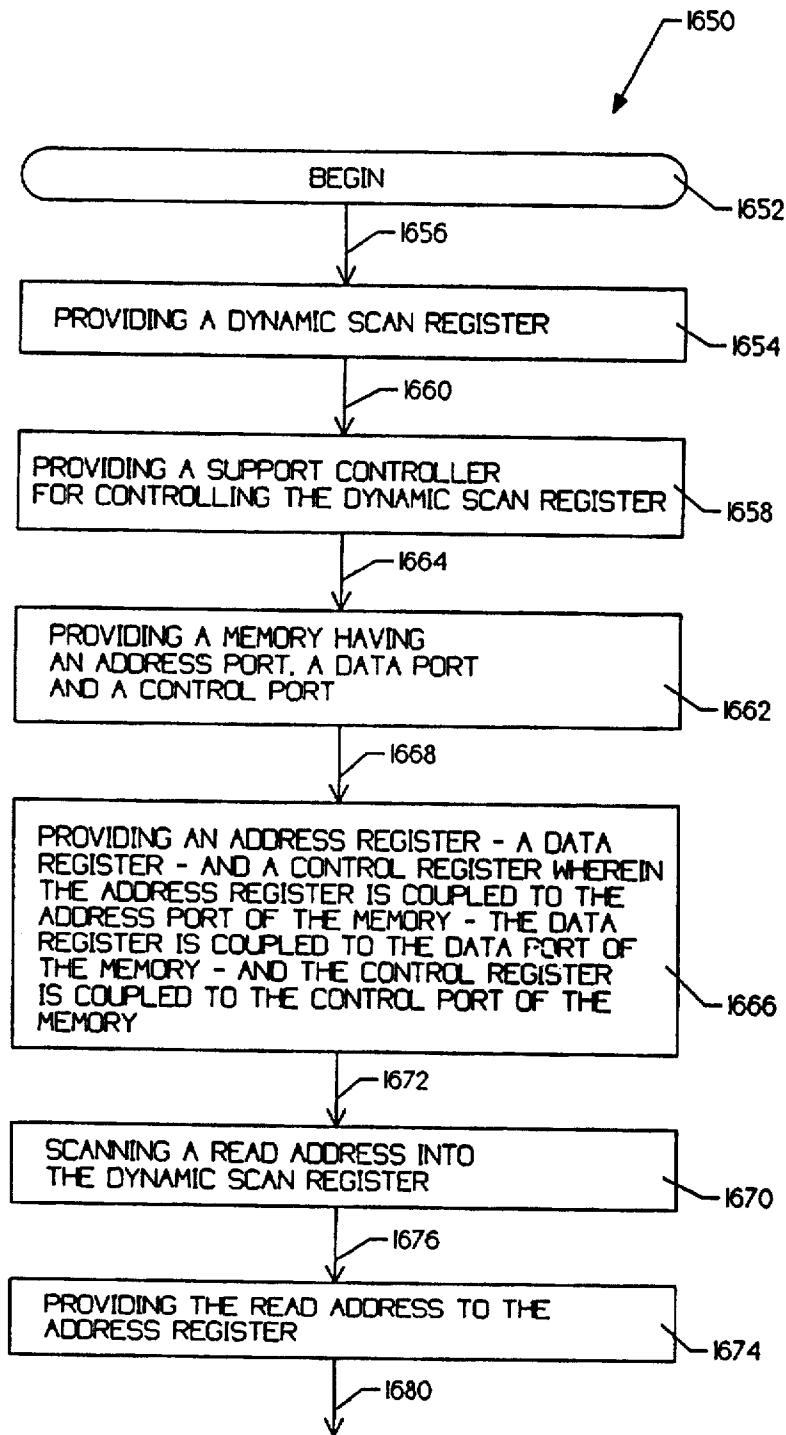 1650
BEGIN
1652
1656
PROVIDING A DYNAMIC SCAN REGISTER
1654
1660
PROVIDING A SUPPORT CONTROLLER
FOR CONTROLLING THE DYNAMIC SCAN REGISTER
1658
1664
PROVIDING A MEMORY HAVING
AN ADDRESS PORT, A DATA PORT
AND A CONTROL PORT
1662
1668
PROVIDING AN ADDRESS REGISTER - A DATA
REGISTER - AND A CONTROL REGISTER WHEREIN
THE ADDRESS REGISTER IS COUPLED TO THE
ADDRESS PORT OF THE MEMORY - THE DATA
REGISTER IS COUPLED TO THE DATA PORT OF
THE MEMORY - AND THE CONTROL REGISTER
IS COUPLED TO THE CONTROL PORT OF THE
MEMORY
1666
1672
SCANNING A READ ADDRESS INTO
THE DYNAMIC SCAN REGISTER
1670
1676
PROVIDING THE READ ADDRESS TO THE
ADDRESS REGISTER
1674
1680